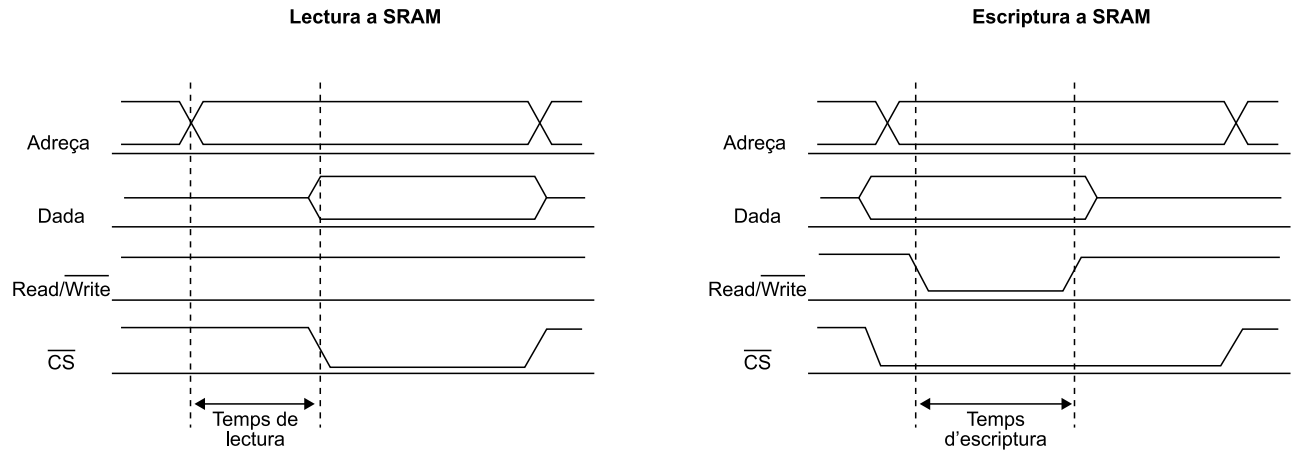 Lectura a SRAM
Adreça
Dada
Read/Write
CS
Temps de
lectura
Escriptura a SRAM
Adreça
Dada
Read/Write
CS
Temps
d'escriptura